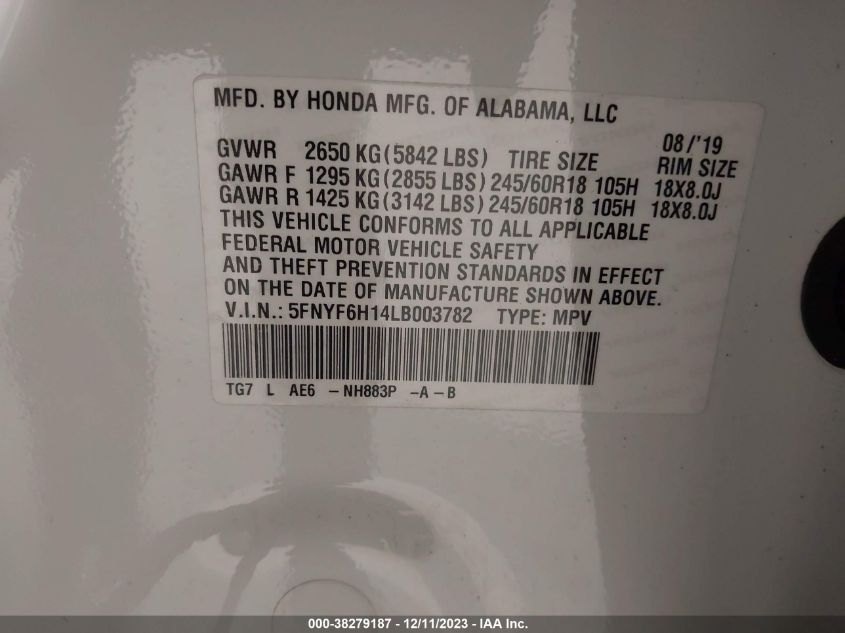 MFD. BY HONDA MFG. OF ALABAMA, LLC
08/'19
GVWR 2650 KG (5842 LBS) TIRE SIZE RIM SIZE
GAWR F 1295 KG (2855 LBS) 245/60R18 105H 18X8.0J
GAWR R 1425 KG (3142 LBS) 245/60R18 105H 18X8.0J
THIS VEHICLE CONFORMS TO ALL APPLICABLE
FEDERAL MOTOR VEHICLE SAFETY
AND THEFT PREVENTION STANDARDS IN EFFECT
ON THE DATE OF MANUFACTURE SHOWN ABOVE.
V.I.N.: 5FNYF6H14LB003782 TYPE: MPV
TG7 L AE6 -NH883P -A-B
000-38279187 - 12/11/2023 - IAA Inc.